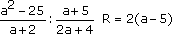 a² − 25 / a + 2 : a + 5 / 2a + 4 R = 2(a − 5)